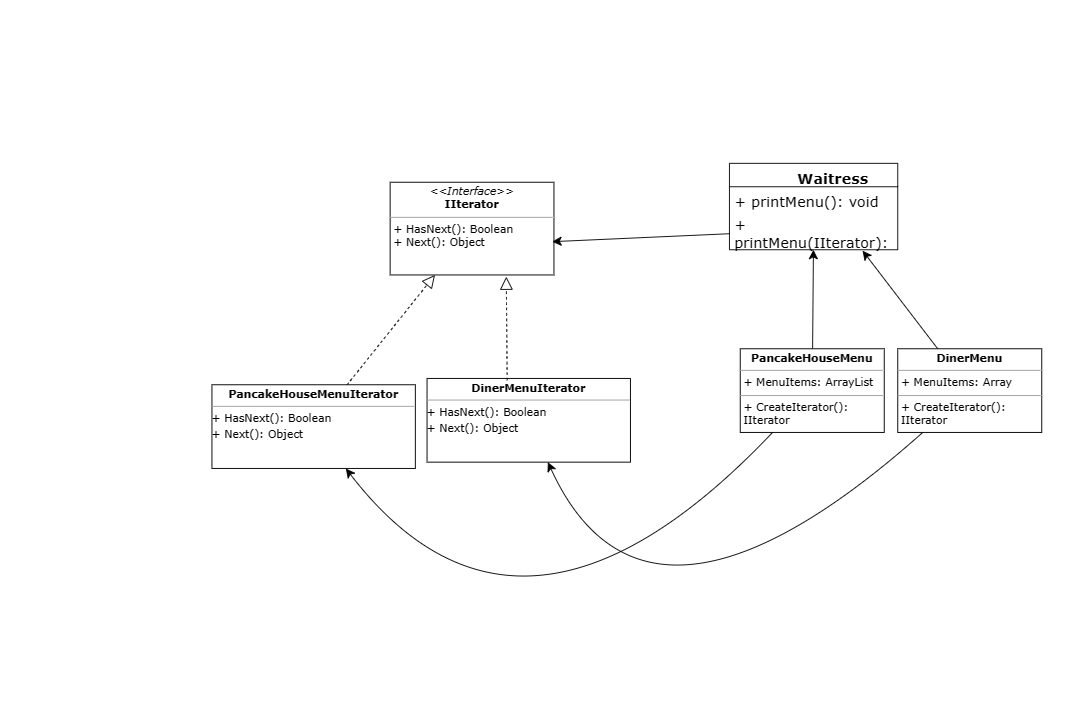 <<Interface>>
IIterator
+ HasNext(): Boolean
+ Next(): Object
Waitress
+ printMenu(): void
+
printMenu(IIterator):
PancakeHouseMenuIterator
+ HasNext(): Boolean
+ Next(): Object
DinerMenuIterator
+ HasNext(): Boolean
+ Next(): Object
PancakeHouseMenu
+ MenuItems: ArrayList
+ CreateIterator():
IIterator
DinerMenu
+ MenuItems: Array
+ CreateIterator():
IIterator